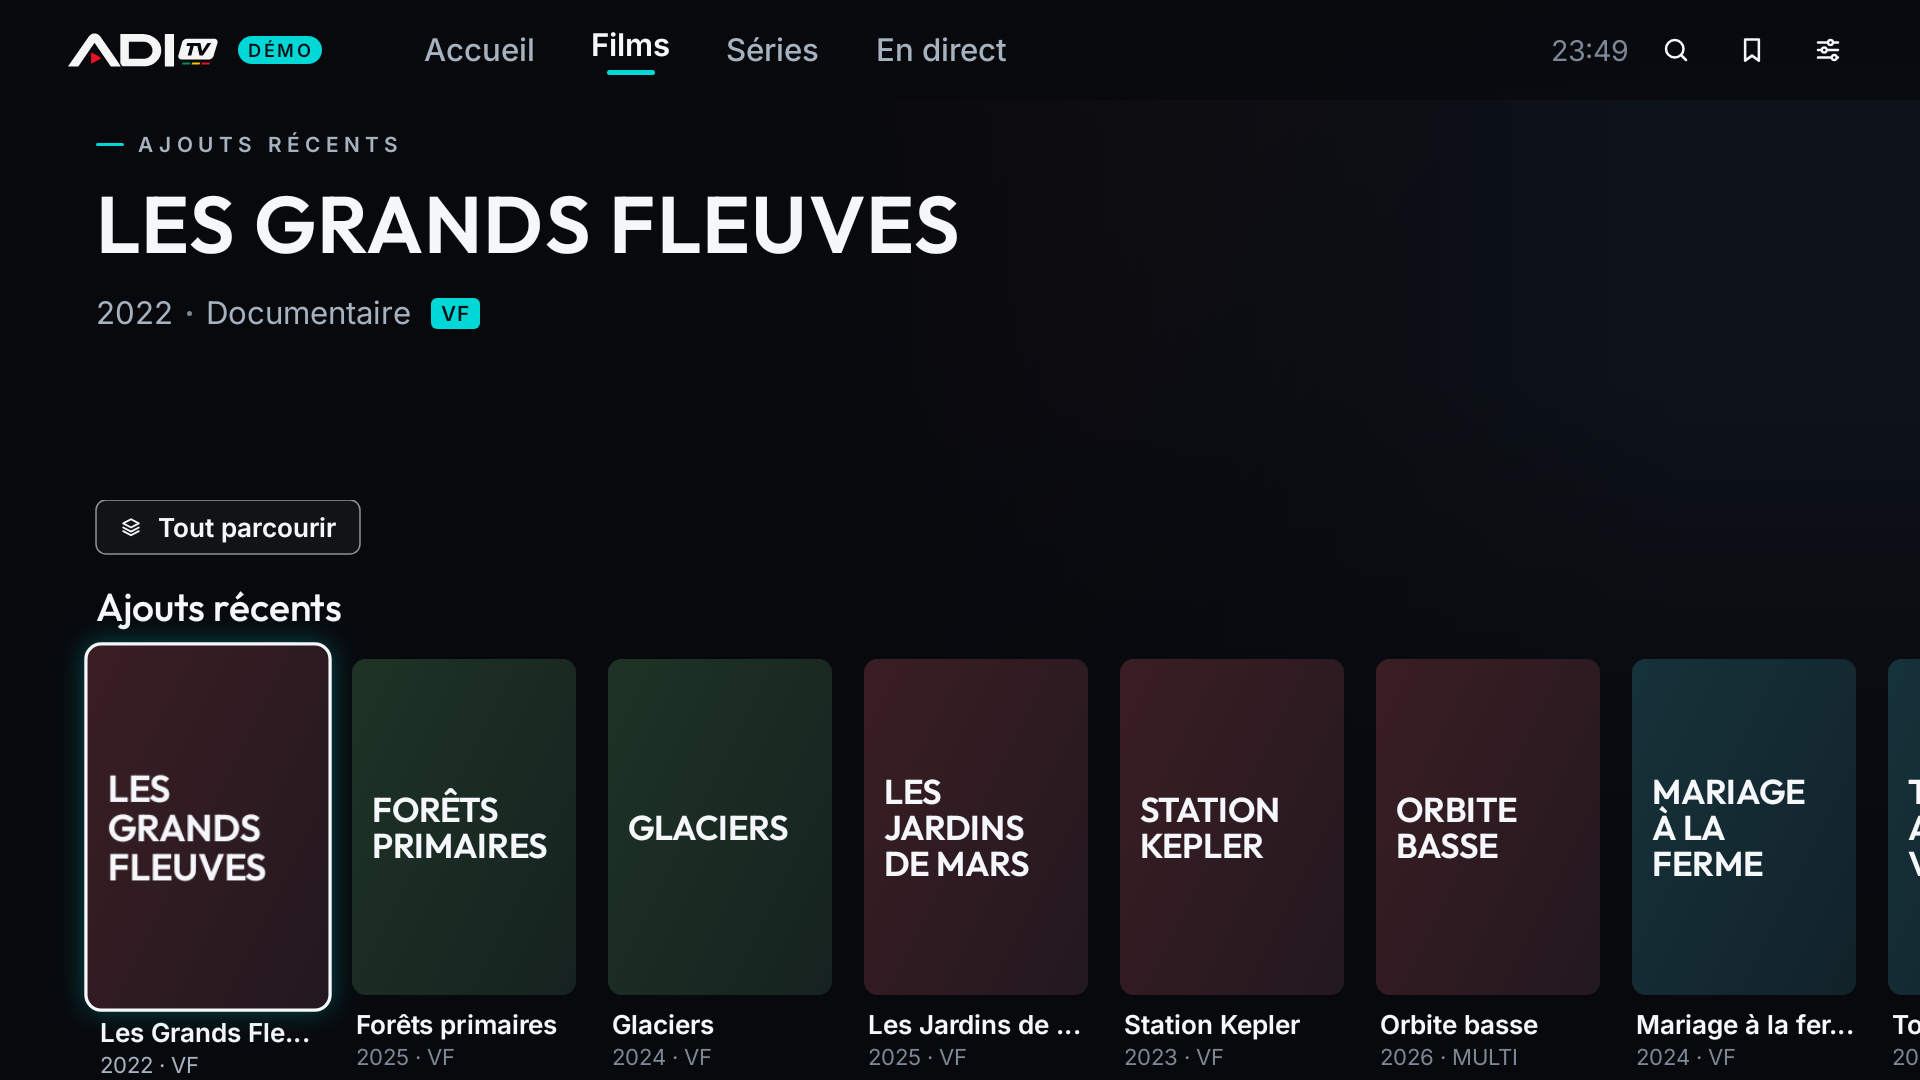 ADI TV DÉMO Accueil Films Séries En direct 23:49
AJOUTS RÉCENTS
LES GRANDS FLEUVES
2022 · Documentaire VF
Tout parcourir
Ajouts récents
LES
GRANDS
FLEUVES
FORÊTS
PRIMAIRES
GLACIERS
LES
JARDINS
DE MARS
STATION
KEPLER
ORBITE
BASSE
MARIAGE
À LA
FERME
Les Grands Fle...
2022 · VF
Forêts primaires
2025 · VF
Glaciers
2024 · VF
Les Jardins de ...
2025 · VF
Station Kepler
2023 · VF
Orbite basse
2026 · MULTI
Mariage à la fer...
2024 · VF